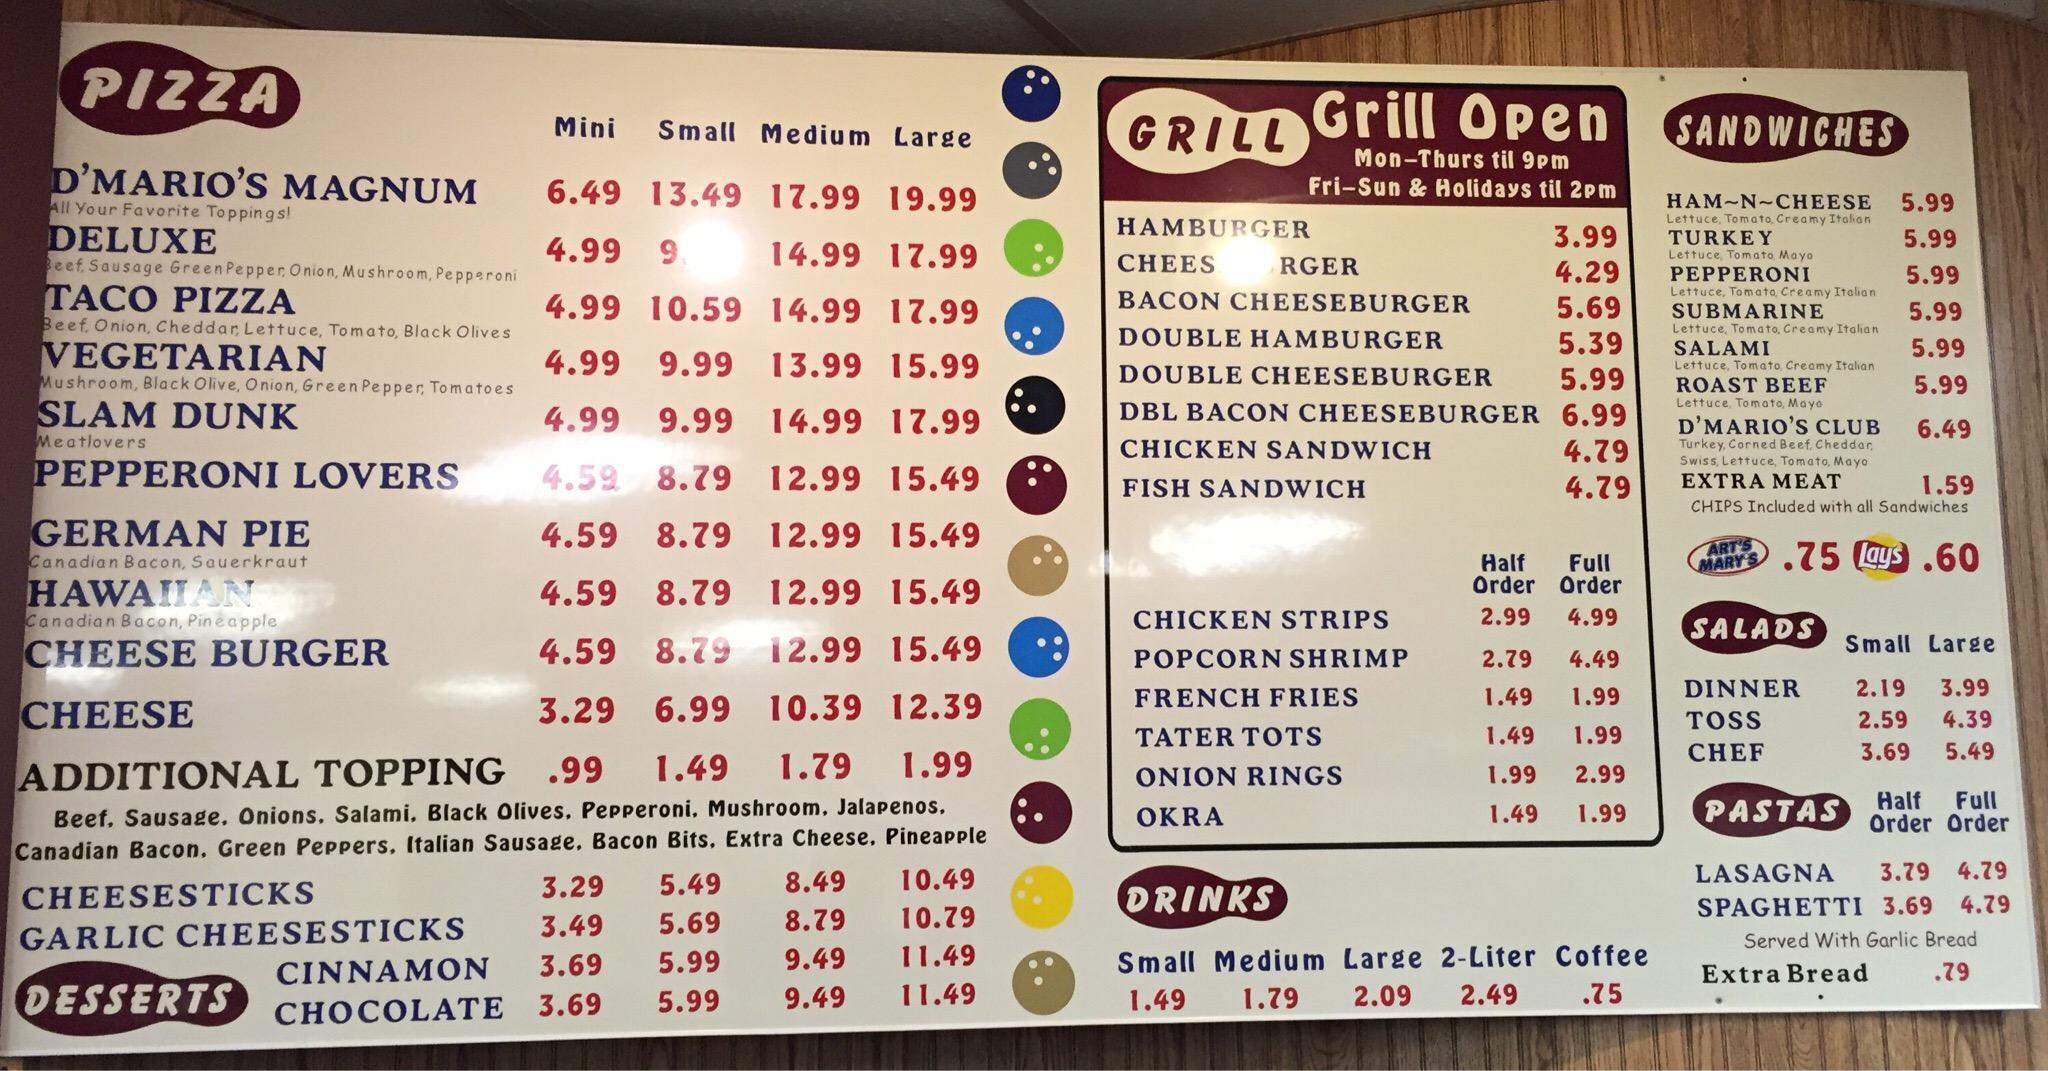 PIZZA
Mini Small Medium Large
D'MARIO'S MAGNUM 6.49 13.49 17.99 19.99
All Your Favorite Toppings!
DELUXE 4.99 14.99 17.99
Beef, Sausage Green Pepper, Onion, Mushroom, Pepperoni
TACO PIZZA 4.99 10.59 14.99 17.99
Beef, Onion, Cheddar, Lettuce, Tomato, Black Olives
VEGETARIAN 4.99 9.99 13.99 15.99
Mushroom, Black Olive, Onion, Green Pepper, Tomatoes
SLAM DUNK 4.99 9.99 14.99 17.99
Meatlovers
PEPPERONI LOVERS 4.59 8.79 12.99 15.49
GERMAN PIE 4.59 8.79 12.99 15.49
Canadian Bacon, Sauerkraut
HAWAIIAN 4.59 8.79 12.99 15.49
Canadian Bacon, Pineapple
CHEESE BURGER 4.59 8.79 12.99 15.49
CHEESE 3.29 6.99 10.39 12.39
ADDITIONAL TOPPING .99 1.49 1.79 1.99
Beef, Sausage, Onions, Salami, Black Olives, Pepperoni, Mushroom, Jalapenos,
Canadian Bacon, Green Peppers, Italian Sausage, Bacon Bits, Extra Cheese, Pineapple
CHEESESTICKS 3.29 5.49 8.49 10.49
GARLIC CHEESESTICKS 3.49 5.69 8.79 10.79
DESSERTS
CINNAMON 3.69 5.99 9.49 11.49
CHOCOLATE 3.69 5.99 9.49 11.49
GRILL
Grill Open
Mon-Thurs til 9pm
Fri-Sun & Holidays til 2pm
HAMBURGER 3.99
CHEESEBURGER 4.29
BACON CHEESEBURGER 5.69
DOUBLE HAMBURGER 5.39
DOUBLE CHEESEBURGER 5.99
DBL BACON CHEESEBURGER 6.99
CHICKEN SANDWICH 4.79
FISH SANDWICH 4.79
Half Full
Order Order
CHICKEN STRIPS 2.99 4.99
POPCORN SHRIMP 2.79 4.49
FRENCH FRIES 1.49 1.99
TATER TOTS 1.49 1.99
ONION RINGS 1.99 2.99
OKRA 1.49 1.99
DRINKS
Small Medium Large 2-Liter Coffee
1.49 1.79 2.09 2.49 .75
SANDWICHES
HAM~N~CHEESE 5.99
Lettuce, Tomato, Creamy Italian
TURKEY 5.99
Lettuce, Tomato, Mayo
PEPPERONI 5.99
Lettuce, Tomato, Creamy Italian
SUBMARINE 5.99
Lettuce, Tomato, Creamy Italian
SALAMI 5.99
Lettuce, Tomato, Creamy Italian
ROAST BEEF 5.99
Lettuce, Tomato, Mayo
D'MARIO'S CLUB 6.49
Turkey, Corned Beef, Cheddar,
Swiss, Lettuce, Tomato, Mayo
EXTRA MEAT 1.59
CHIPS Included with all Sandwiches
ART'S MARY'S .75 Lays .60
SALADS
Small Large
DINNER 2.19 3.99
TOSS 2.59 4.39
CHEF 3.69 5.49
PASTAS
Half Full
Order Order
LASAGNA 3.79 4.79
SPAGHETTI 3.69 4.79
Served With Garlic Bread
Extra Bread .79